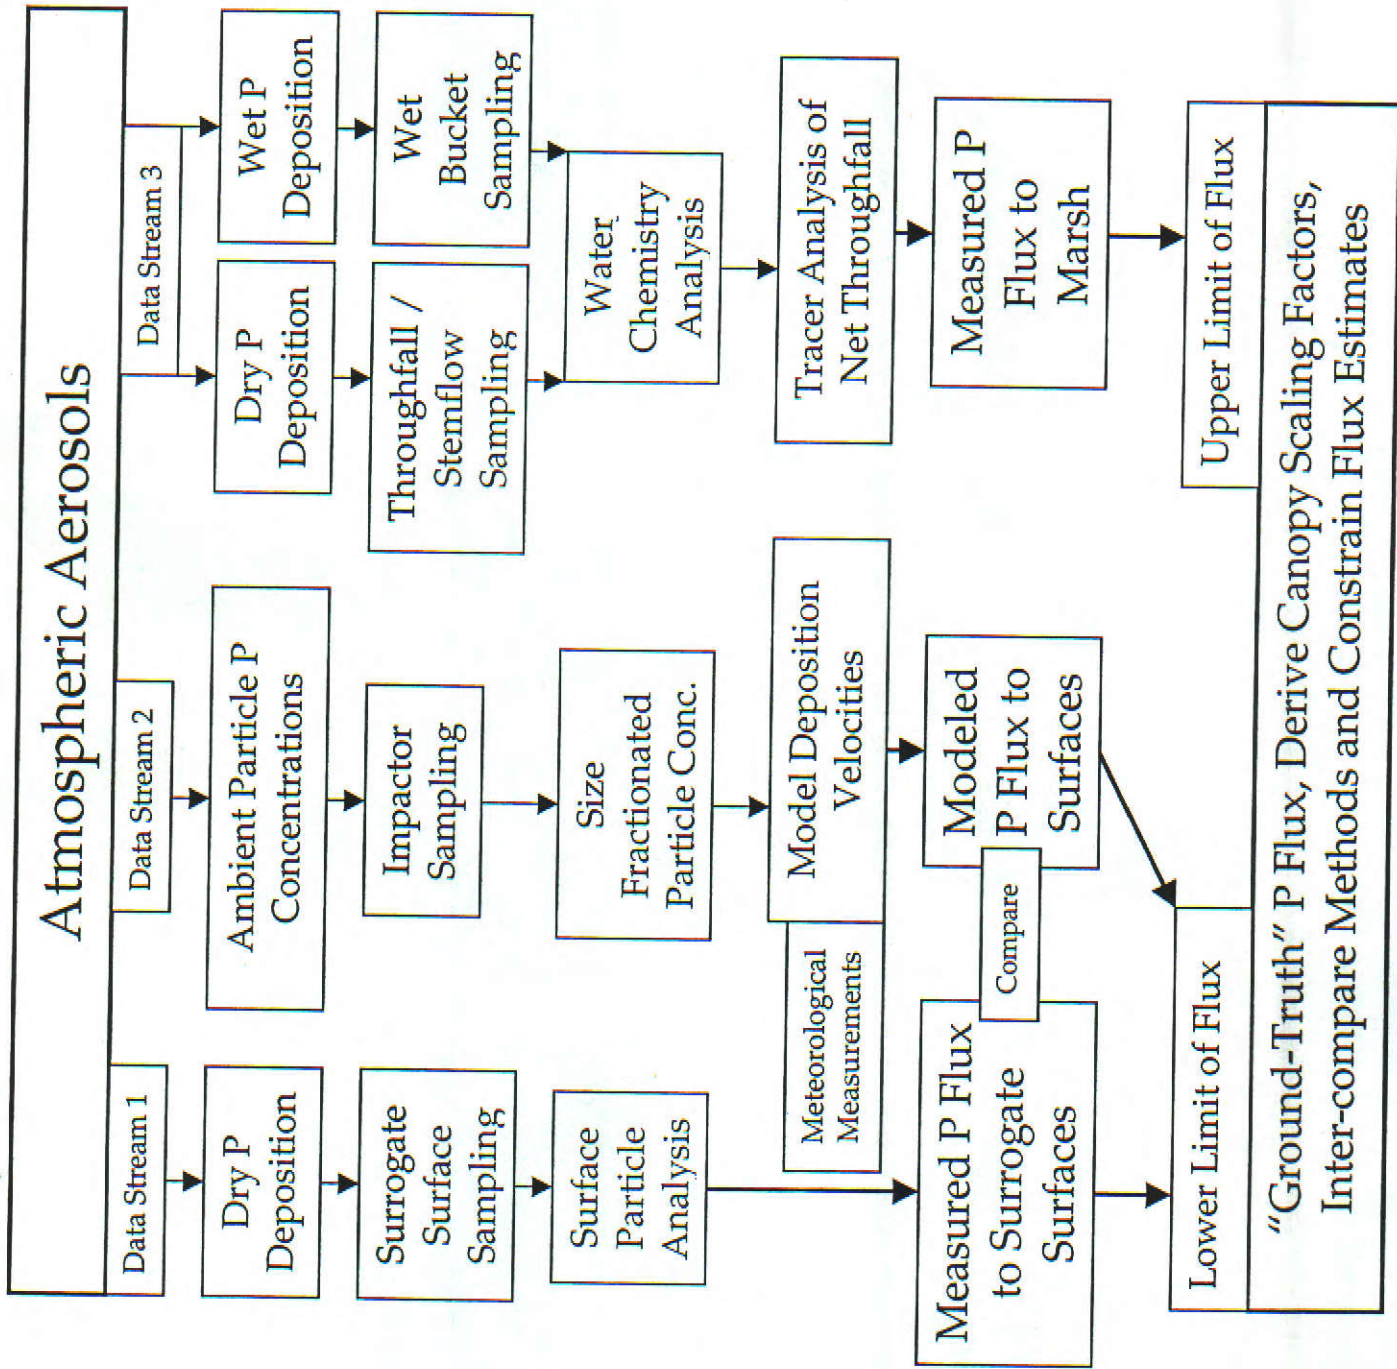 Atmospheric Aerosols
Data Stream 1
Data Stream 2
Data Stream 3
Dry P
Deposition
Ambient Particle P
Concentrations
Dry P
Deposition
Wet P
Deposition
Surrogate
Surface
Sampling
Impactor
Sampling
Throughfall /
Stemflow
Sampling
Wet
Bucket
Sampling
Surface
Particle
Analysis
Size
Fractionated
Particle Conc.
Water
Chemistry
Analysis
Meteorological
Measurements
Model Deposition
Velocities
Tracer Analysis of
Net Throughfall
Measured P Flux
to Surrogate
Surfaces
Compare
Modeled
P Flux to
Surfaces
Measured P
Flux to
Marsh
Lower Limit of Flux
Upper Limit of Flux
"Ground-Truth" P Flux, Derive Canopy Scaling Factors,
Inter-compare Methods and Constrain Flux Estimates